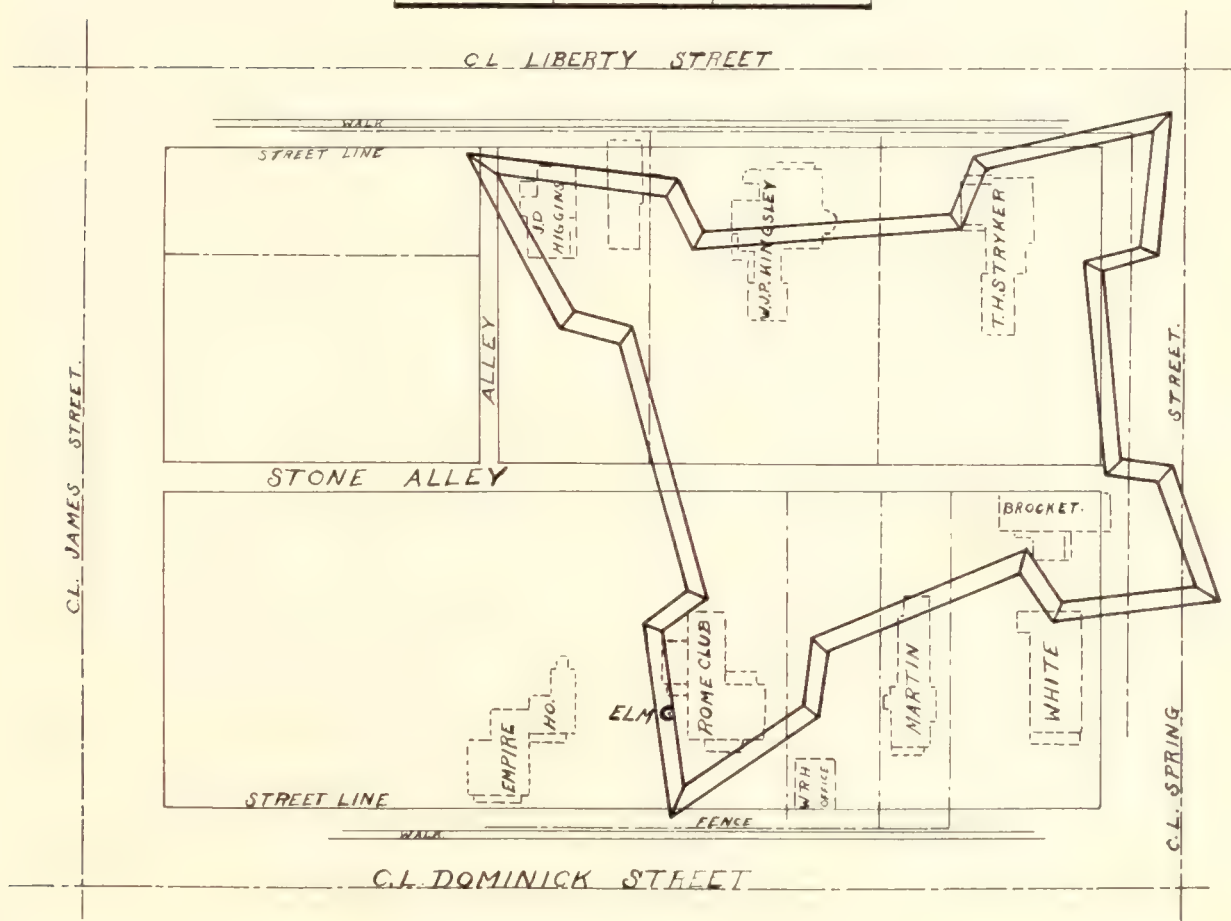 C.L. LIBERTY STREET
WALK
STREET LINE
J.D. HIGGINS
W.J.P. KINGSLEY
T.H. STRYKER
ALLEY
C.L. JAMES STREET.
STONE ALLEY
BROCKET.
ROME CLUB
ELM
EMPIRE HO.
MARTIN
WHITE
W R H OFFICE
STREET LINE
FENCE
WALK
C.L. SPRING STREET.
C.L. DOMINICK STREET